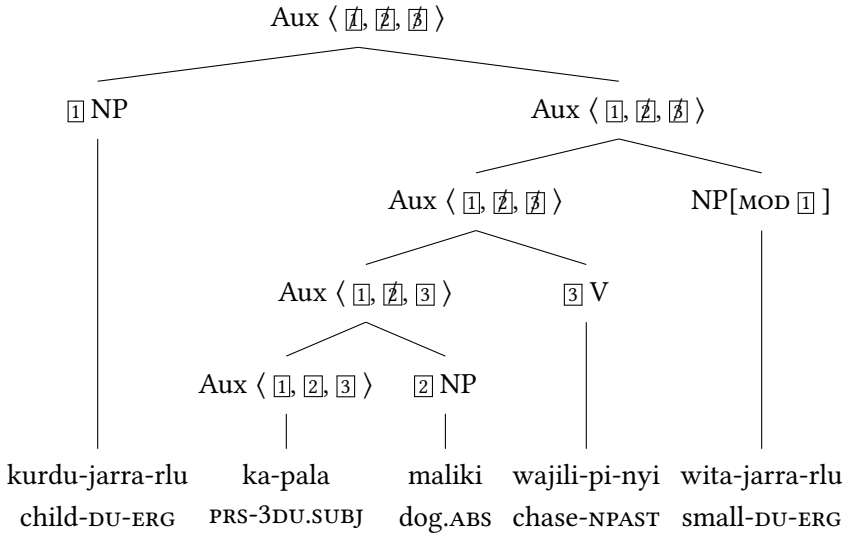 Aux ⟨ 1̸, 2̸, 3̸ ⟩
1 NP Aux ⟨ 1, 2̸, 3̸ ⟩
Aux ⟨ 1, 2̸, 3̸ ⟩ NP[MOD 1 ]
Aux ⟨ 1, 2̸, 3 ⟩ 3 V
Aux ⟨ 1, 2, 3 ⟩ 2 NP
kurdu-jarra-rlu ka-pala maliki wajili-pi-nyi wita-jarra-rlu
child-DU-ERG PRS-3DU.SUBJ dog.ABS chase-NPAST small-DU-ERG